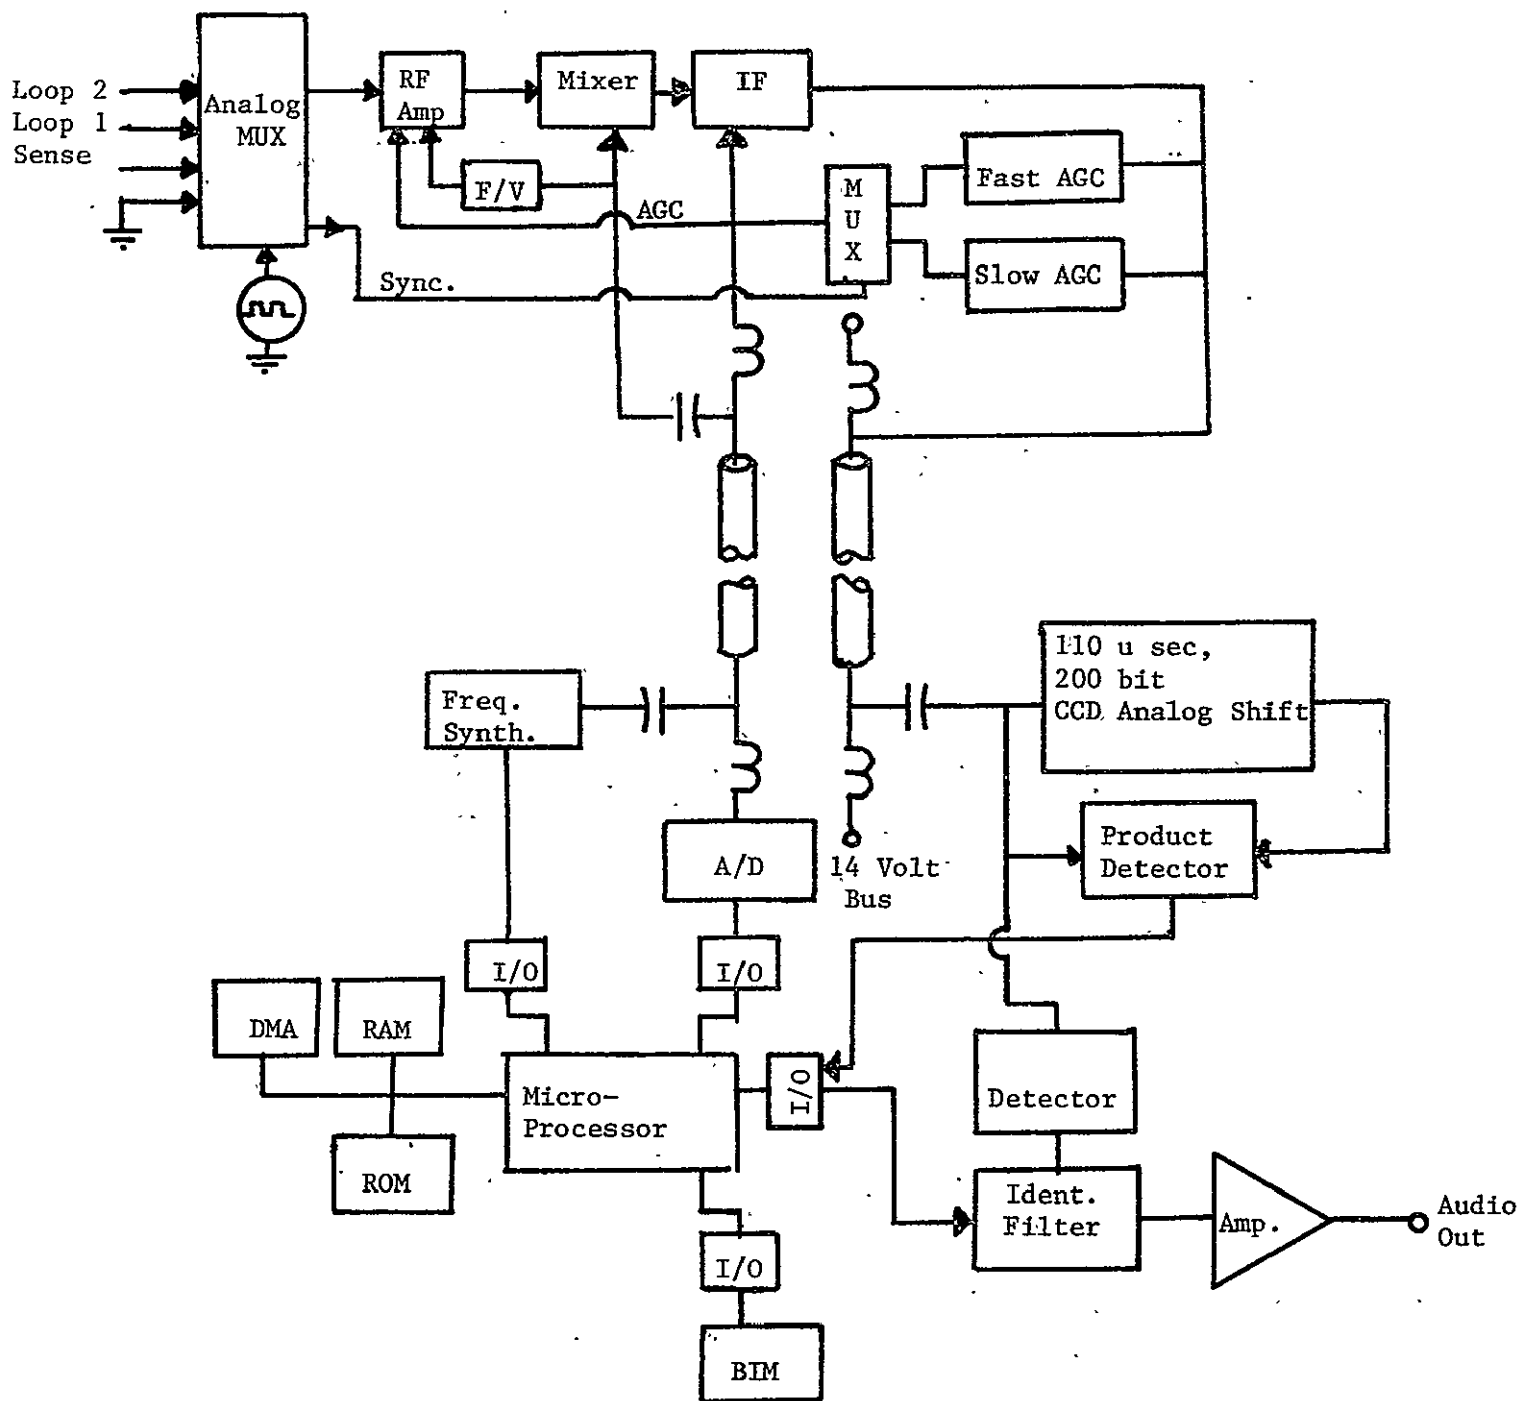 Loop 2
Loop 1
Sense
Analog
MUX
RF
Amp
Mixer
IF
F/V
AGC
M
U
X
Fast AGC
Slow AGC
Sync.
Freq.
Synth.
110 u sec,
200 bit
CCD Analog Shift
A/D
14 Volt
Bus
Product
Detector
I/O
I/O
DMA
RAM
Micro-
Processor
I/O
Detector
ROM
Ident.
Filter
Amp.
Audio
Out
I/O
BIM